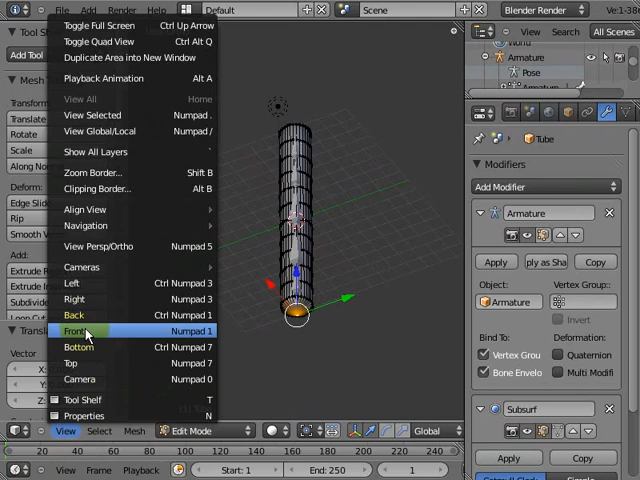 File Add Render Help Default Scene Blender Render Ve:1-38
View Search All Scenes
World
Armature
Pose
Armature
Tool Sh
Add Tool
Mesh T
Transform
Translate
Rotate
Scale
Along No
Deform:
Edge Slid
Rip
Smooth V
Add:
Extrude R
Extrude I
Subdivid
Loop Cut
Transl
Vector
X:
Y:
Toggle Full Screen Ctrl Up Arrow
Toggle Quad View Ctrl Alt Q
Duplicate Area into New Window
Playback Animation Alt A
View All Home
View Selected Numpad .
View Global/Local Numpad /
Show All Layers `
Zoom Border... Shift B
Clipping Border... Alt B
Align View
Navigation
View Persp/Ortho Numpad 5
Cameras
Left Ctrl Numpad 3
Right Numpad 3
Back Ctrl Numpad 1
Front Numpad 1
Bottom Ctrl Numpad 7
Top Numpad 7
Camera Numpad 0
Tool Shelf T
Properties N
Tube
Modifiers
Add Modifier
Armature
Apply ply as Sha Copy
Object: Vertex Group:
Armature
Invert
Bind To: Deformation:
Vertex Grou Quaternion
Bone Envelo Multi Modifi
Subsurf
Apply Copy
Catmull-Clark Simple
View Select Mesh Edit Mode Global
20 40 60 80 100 120 140 160 180 200 220 240
View Frame Playback Start: 1 End: 250 1